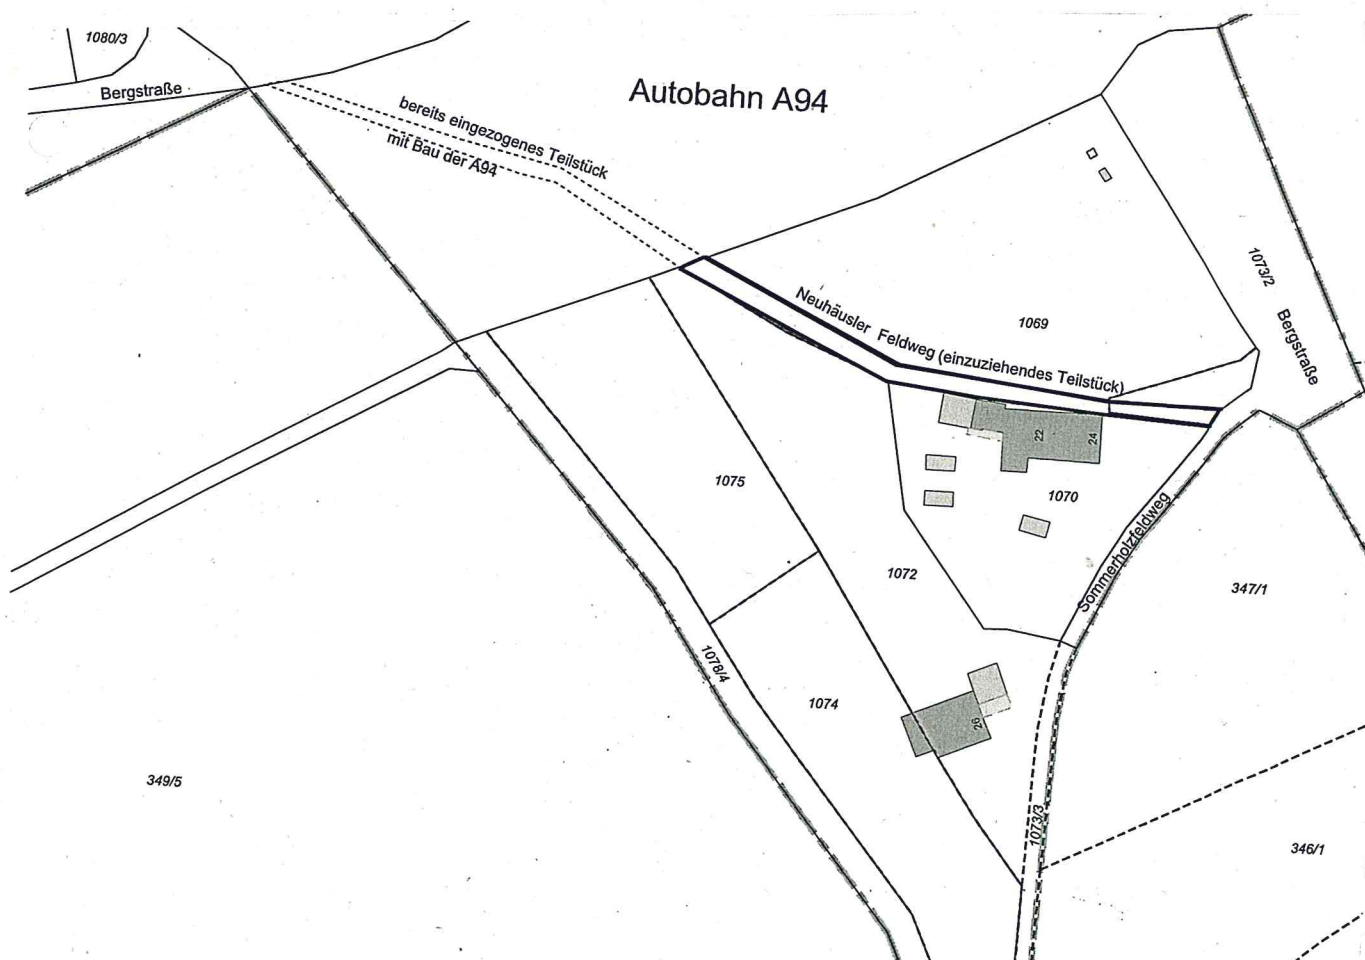 1080/3
Bergstraße
Autobahn A94
bereits eingezogenes Teilstück
mit Bau der A94
1073/2
Bergstraße
Neuhäusler Feldweg (einzuziehendes Teilstück)
1069
22
24
1075
1070
Sommerholzfeldweg
1072
347/1
1078/4
1074
26
349/5
1073/3
346/1